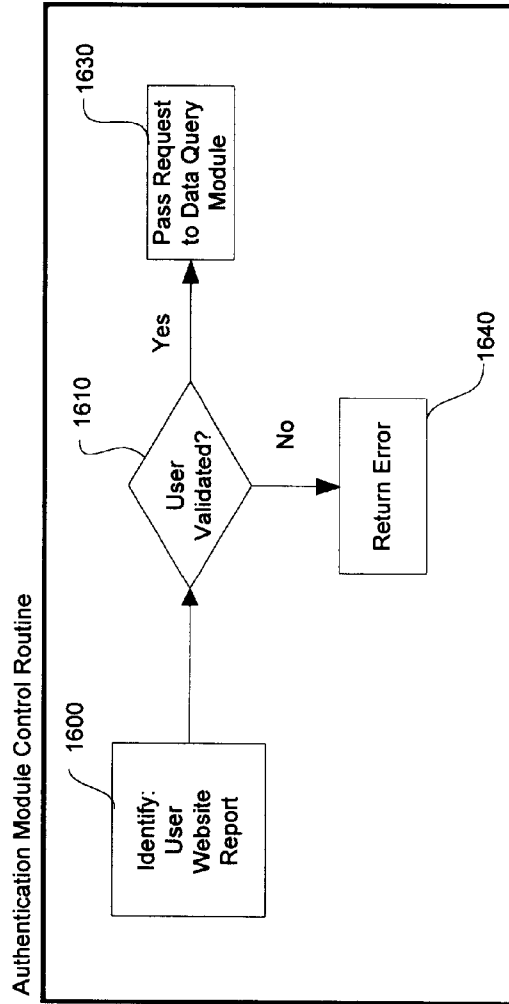 Authentication Module Control Routine
1600
Identify:
User
Website
Report
1610
User
Validated?
Yes
1630
Pass Request
to Data Query
Module
No
1640
Return Error